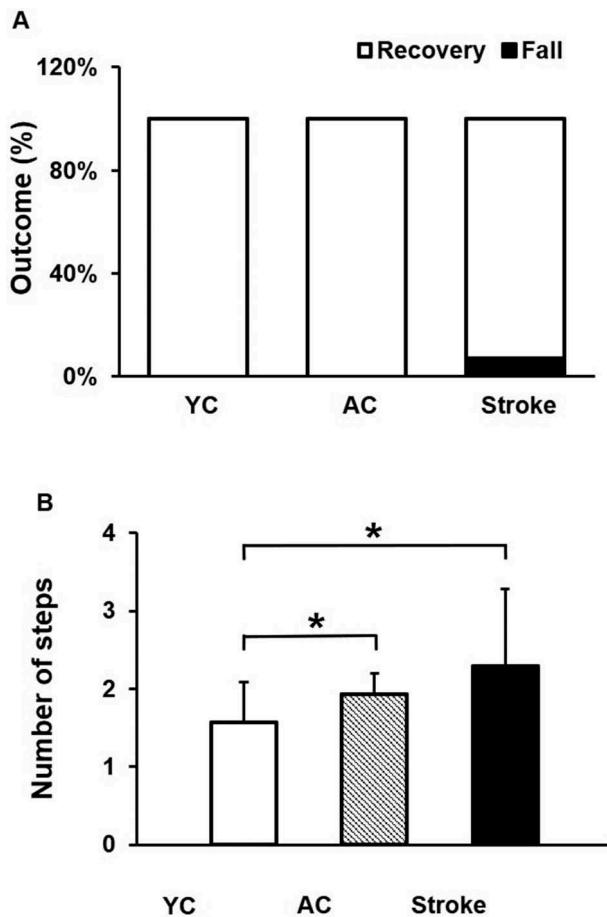 A
Recovery Fall
120%
80%
40%
0%
Outcome (%)
YC AC Stroke
B
4
3
2
1
0
Number of steps
*
*
YC AC Stroke